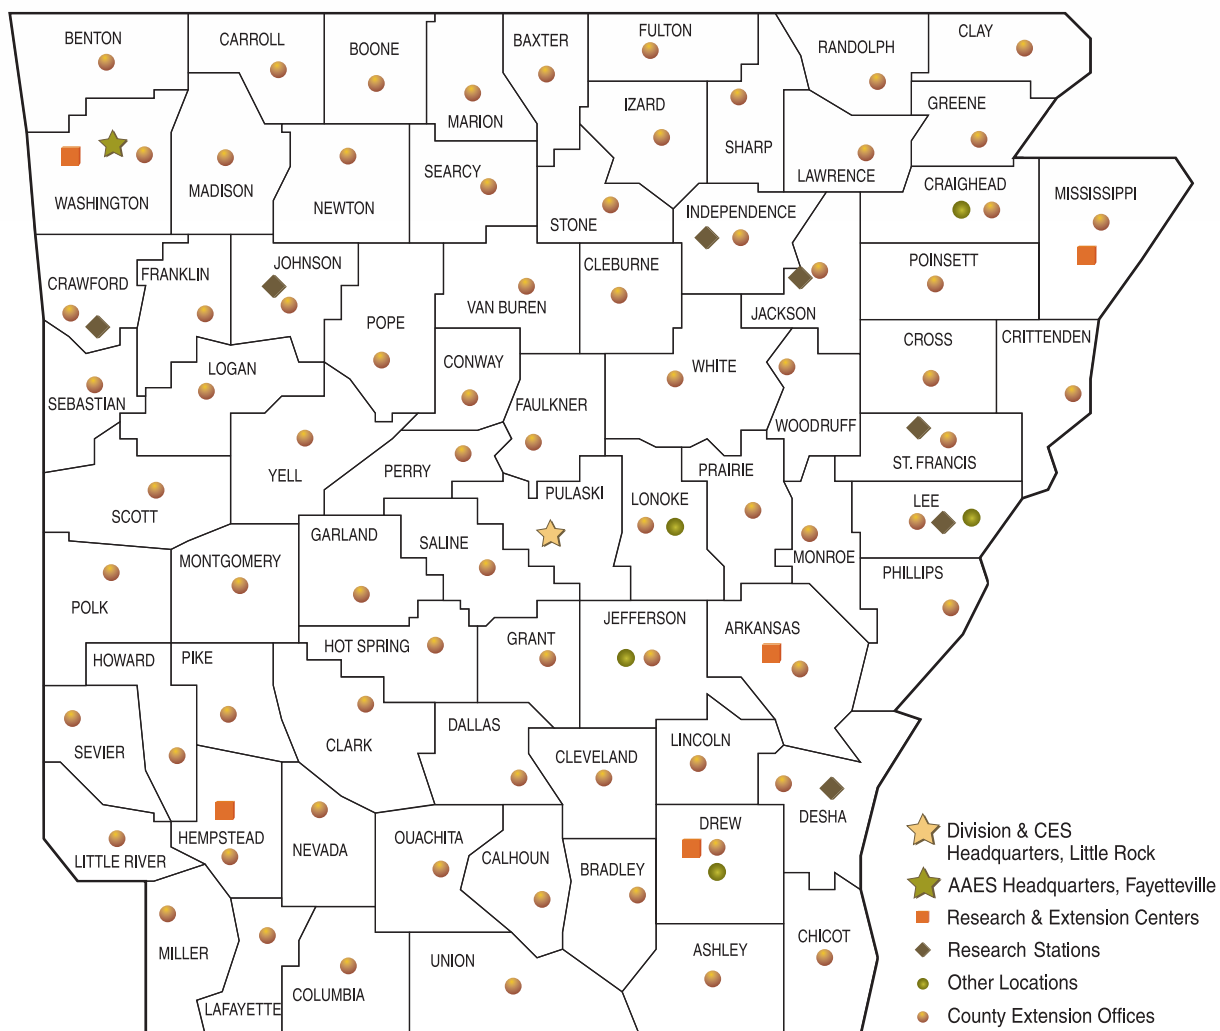 BENTON
CARROLL
BOONE
BAXTER
FULTON
RANDOLPH
CLAY
MARION
IZARD
SHARP
GREENE
LAWRENCE
WASHINGTON
MADISON
NEWTON
SEARCY
STONE
INDEPENDENCE
CRAIGHEAD
MISSISSIPPI
CRAWFORD
FRANKLIN
JOHNSON
POPE
VAN BUREN
CLEBURNE
JACKSON
POINSETT
SEBASTIAN
LOGAN
CONWAY
FAULKNER
WHITE
WOODRUFF
CROSS
CRITTENDEN
SCOTT
YELL
PERRY
PULASKI
LONOKE
PRAIRIE
ST. FRANCIS
LEE
MONROE
PHILLIPS
POLK
MONTGOMERY
GARLAND
SALINE
HOT SPRING
GRANT
JEFFERSON
ARKANSAS
HOWARD
PIKE
SEVIER
CLARK
DALLAS
CLEVELAND
LINCOLN
DESHA
LITTLE RIVER
HEMPSTEAD
NEVADA
OUACHITA
CALHOUN
BRADLEY
DREW
MILLER
LAFAYETTE
COLUMBIA
UNION
ASHLEY
CHICOT
Division & CES
Headquarters, Little Rock
AAES Headquarters, Fayetteville
Research & Extension Centers
Research Stations
Other Locations
County Extension Offices